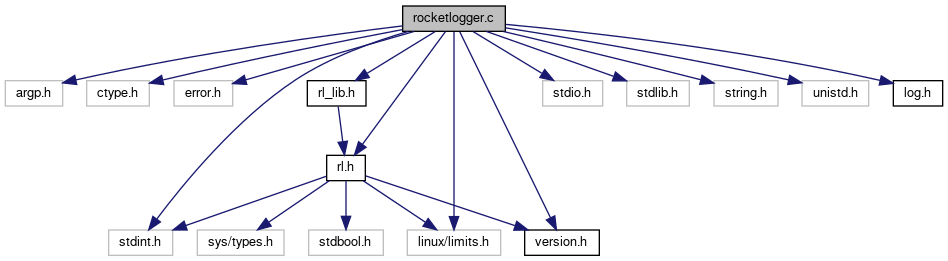 rocketlogger.c
argp.h
ctype.h
error.h
rl_lib.h
stdio.h
stdlib.h
string.h
unistd.h
log.h
rl.h
stdint.h
sys/types.h
stdbool.h
linux/limits.h
version.h